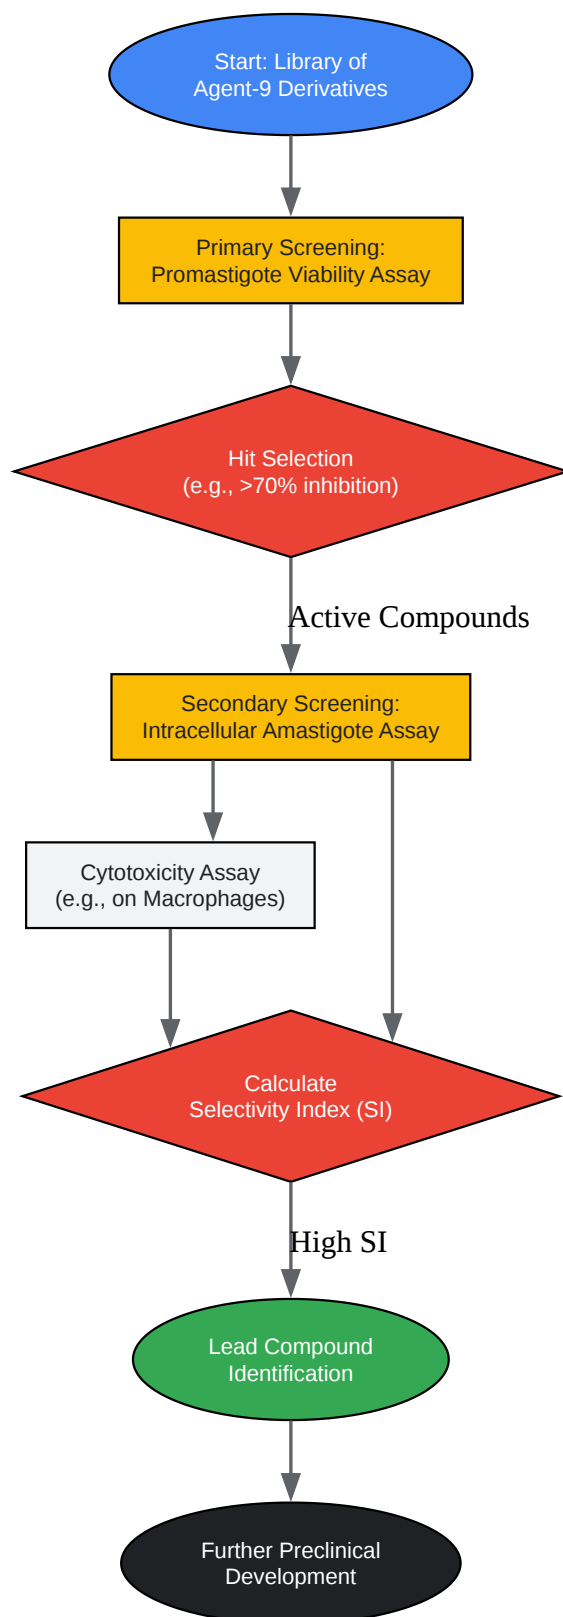 Start: Library of
Agent-9 Derivatives
Primary Screening:
Promastigote Viability Assay
Hit Selection
(e.g., >70% inhibition)
Active Compounds
Secondary Screening:
Intracellular Amastigote Assay
Cytotoxicity Assay
(e.g., on Macrophages)
Calculate
Selectivity Index (SI)
High SI
Lead Compound
Identification
Further Preclinical
Development